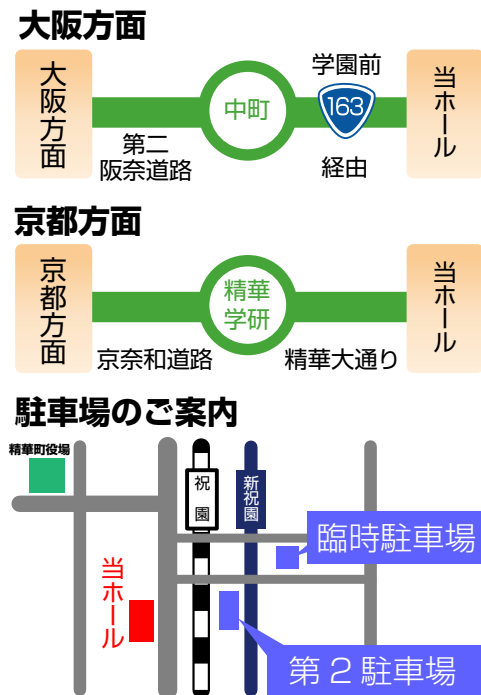 大阪方面
大阪方面
第二
阪奈道路
中町
学園前
163
経由
当ホール
京都方面
京都方面
京奈和道路
精華
学研
精華大通り
当ホール
駐車場のご案内
精華町役場
祝園
新祝園
臨時駐車場
当ホール
第2駐車場